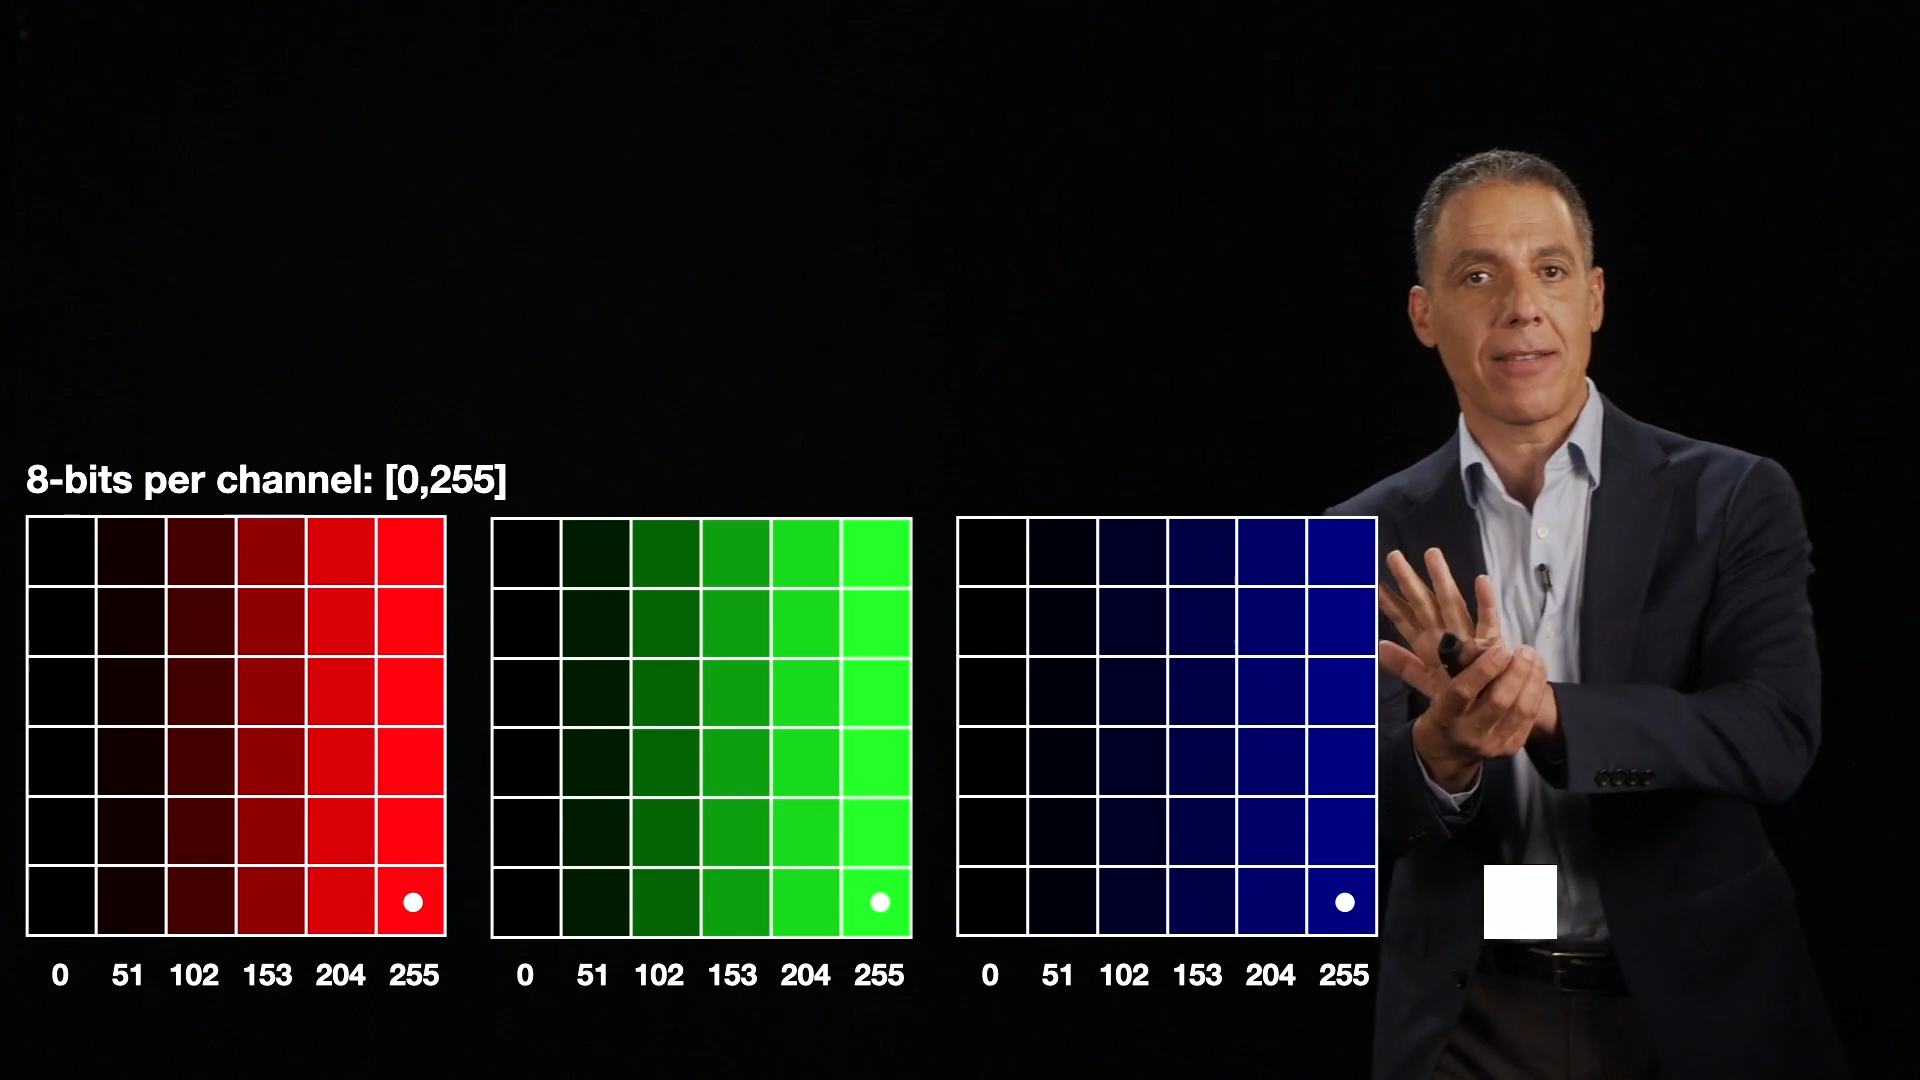 8-bits per channel: [0,255]
0 51 102 153 204 255 0 51 102 153 204 255 0 51 102 153 204 255